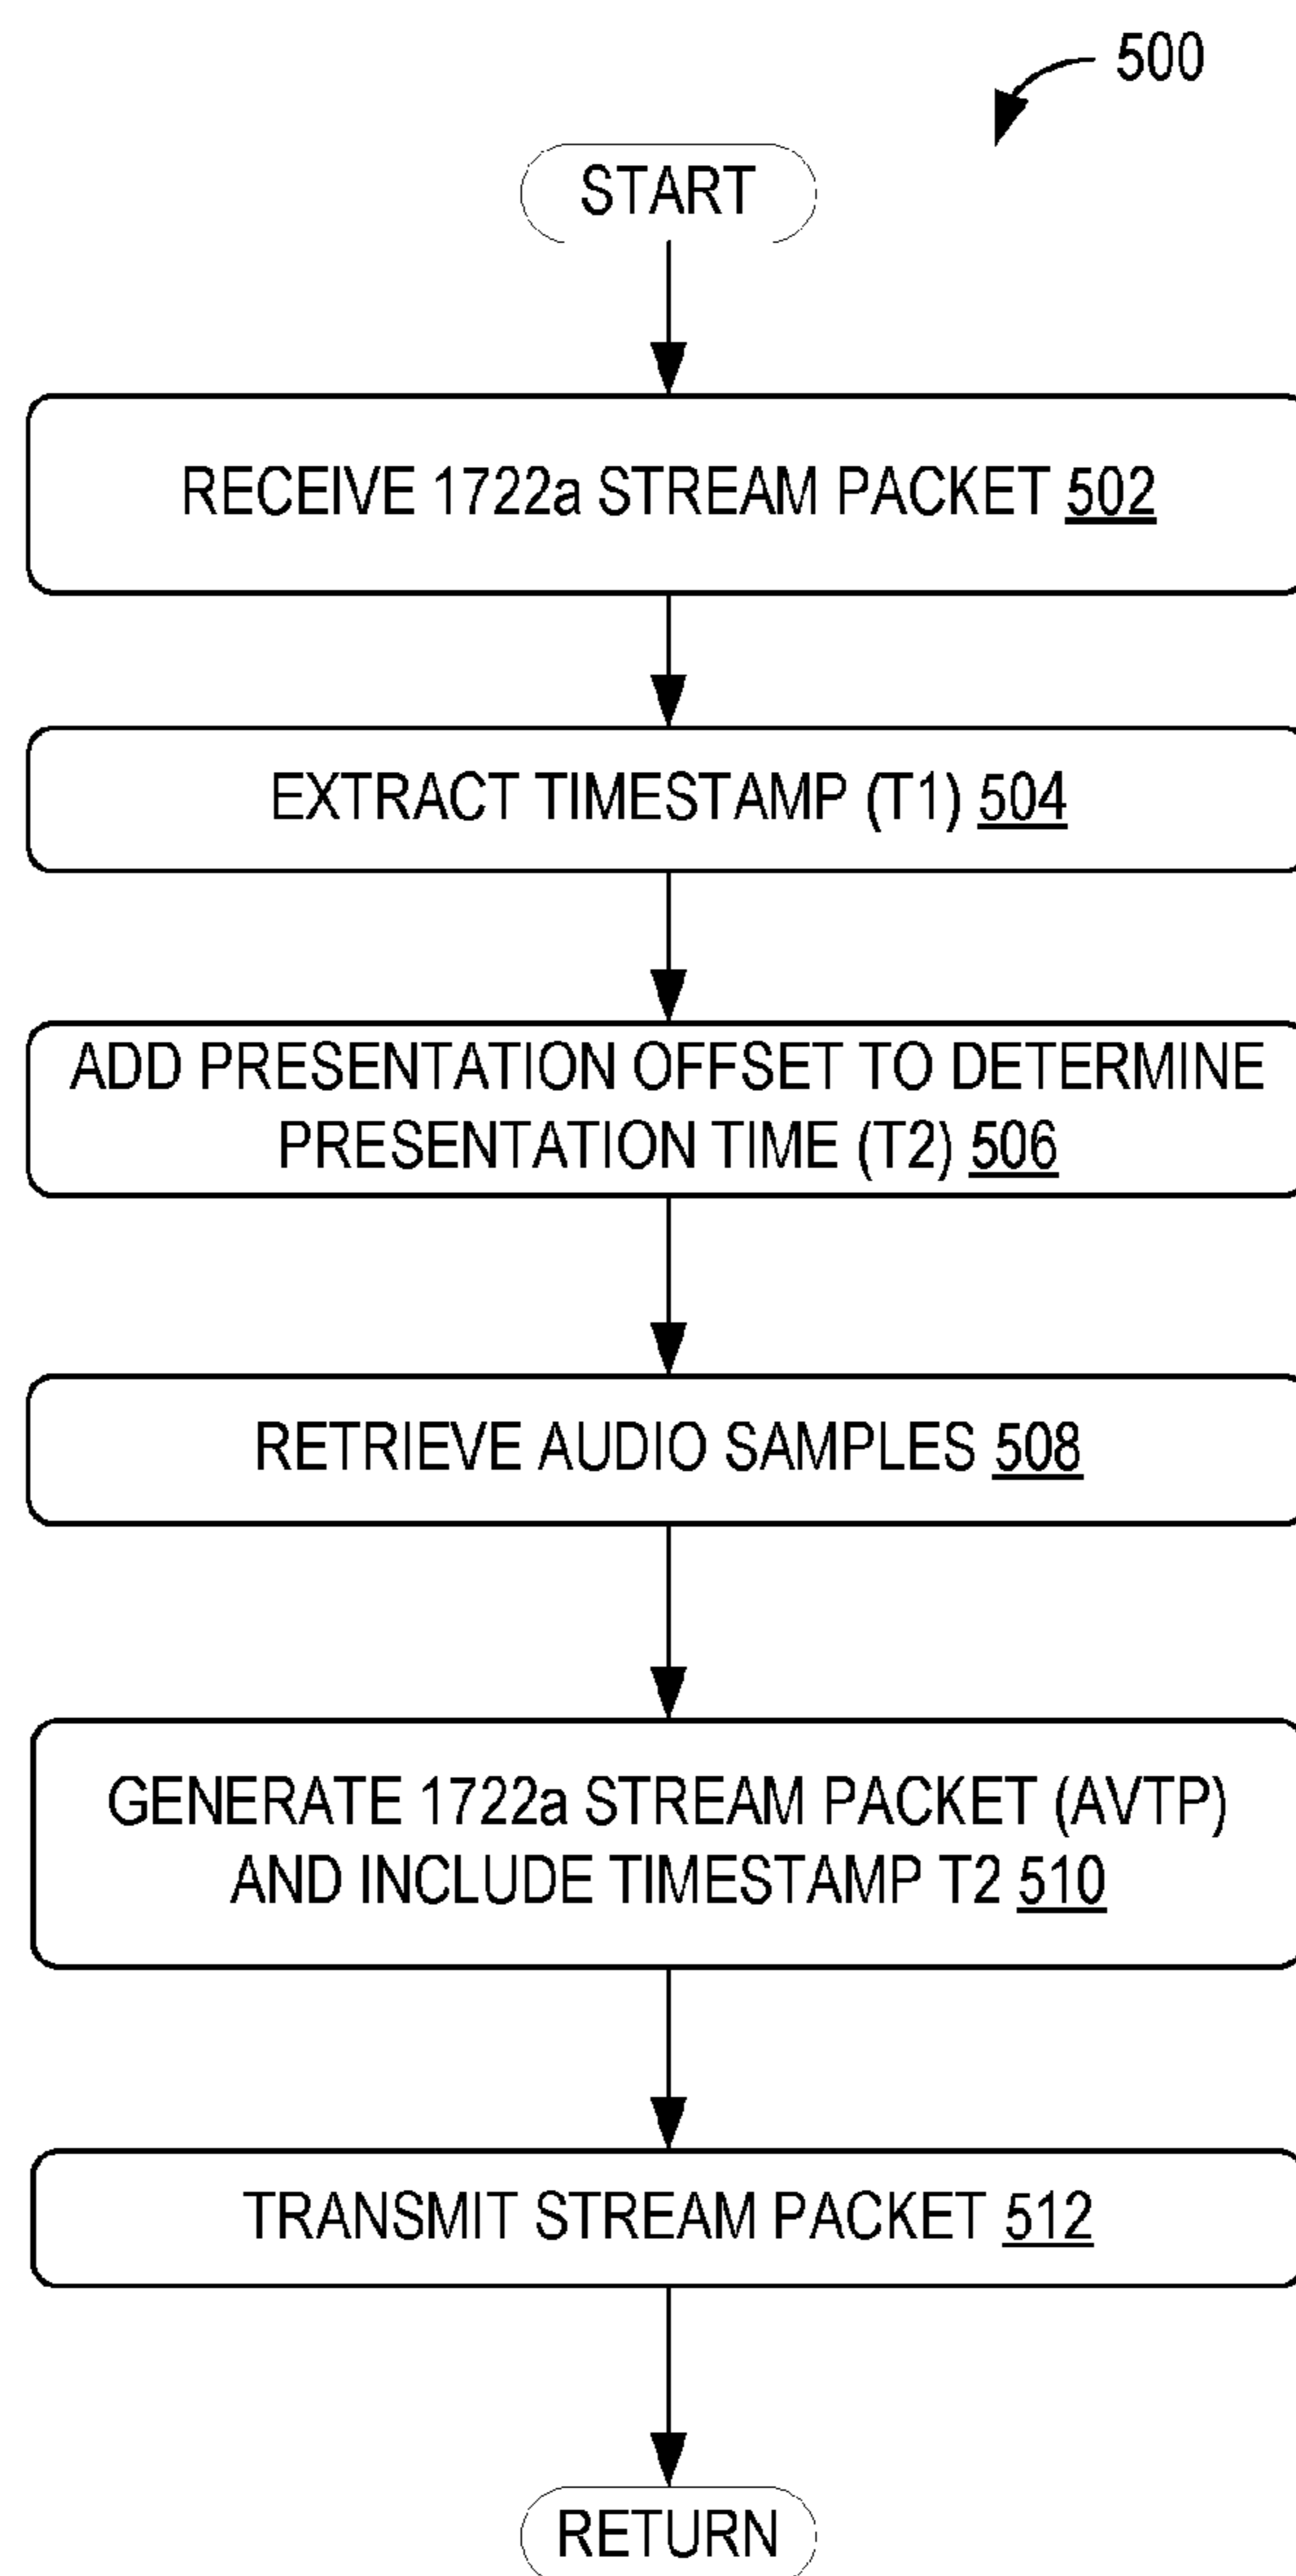 500
START
RECEIVE 1722a STREAM PACKET 502
EXTRACT TIMESTAMP (T1) 504
ADD PRESENTATION OFFSET TO DETERMINE
PRESENTATION TIME (T2) 506
RETRIEVE AUDIO SAMPLES 508
GENERATE 1722a STREAM PACKET (AVTP)
AND INCLUDE TIMESTAMP T2 510
TRANSMIT STREAM PACKET 512
RETURN